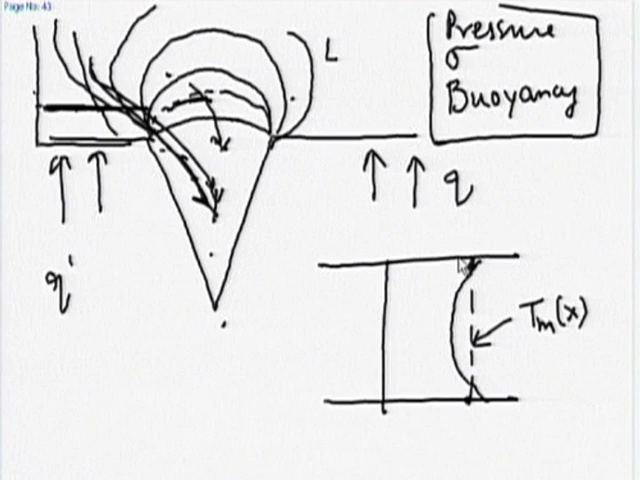 Page No: 43
Pressure
σ
Buoyancy
L
q'
q
Tm(x)